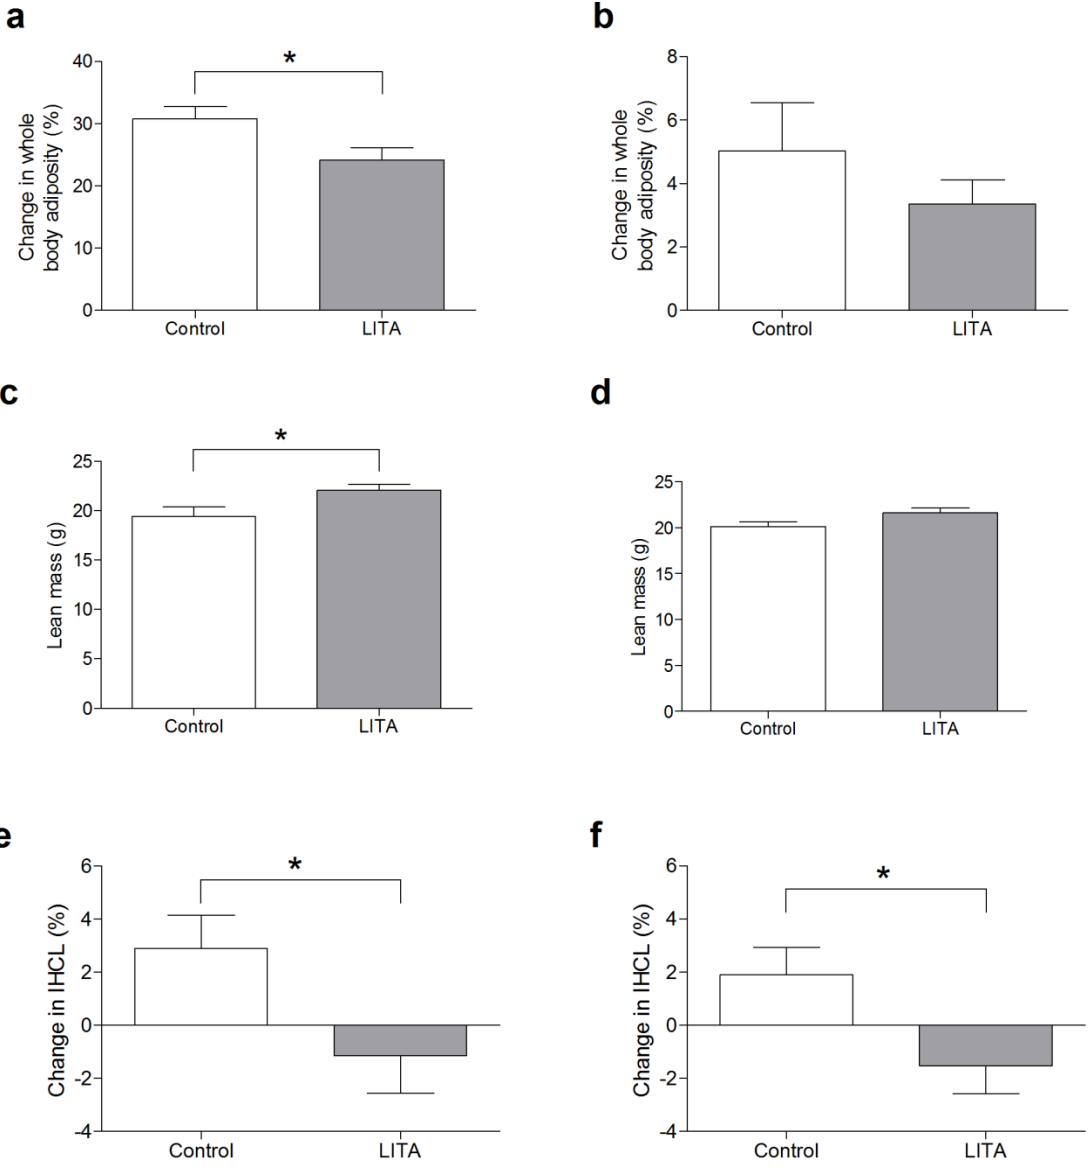 a
*
40
30
20
10
0
Change in whole
body adiposity (%)
Control LITA
b
8
6
4
2
0
Change in whole
body adiposity (%)
Control LITA
c
*
25
20
15
10
5
0
Lean mass (g)
Control LITA
d
25
20
15
10
5
0
Lean mass (g)
Control LITA
e
*
6
4
2
0
-2
-4
Change in IHCL (%)
Control LITA
f
*
6
4
2
0
-2
-4
Change in IHCL (%)
Control LITA